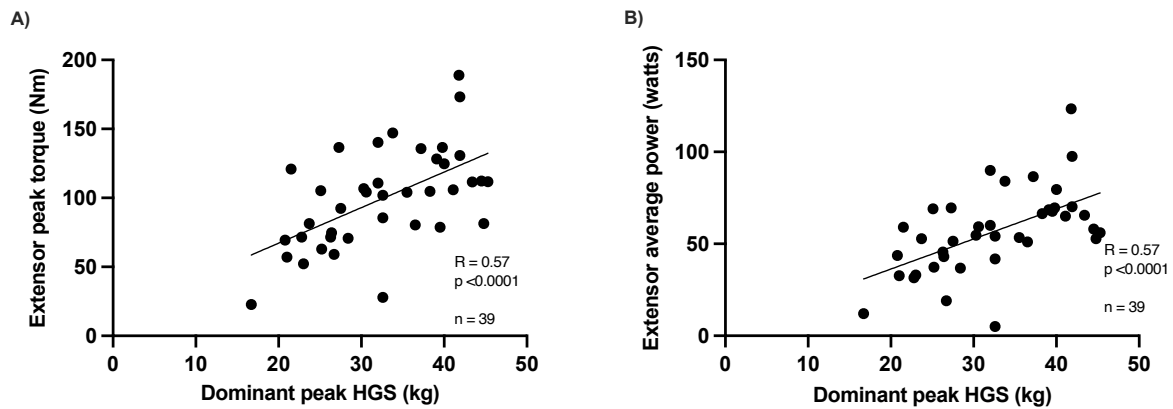 A)
Extensor peak torque (Nm)
200
150
100
50
0
R = 0.57
p <0.0001
n = 39
0 10 20 30 40 50
Dominant peak HGS (kg)
B)
Extensor average power (watts)
150
100
50
0
R = 0.57
p <0.0001
n = 39
0 10 20 30 40 50
Dominant peak HGS (kg)